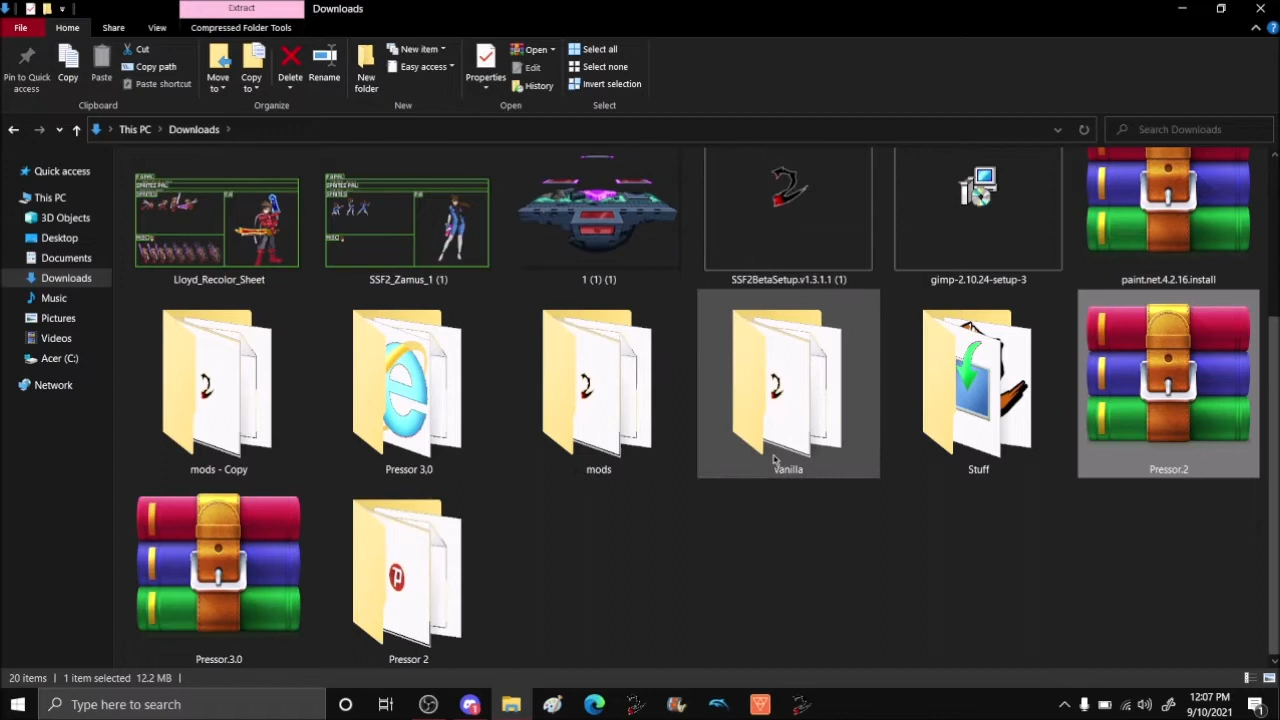 Extract
Downloads
File
Home
Share
View
Compressed Folder Tools
Pin to Quick access
Copy
Paste
Cut
Copy path
Paste shortcut
Move to
Copy to
Delete
Rename
New folder
New item
Easy access
Properties
Open
Edit
History
Select all
Select none
Invert selection
Clipboard
Organize
New
Open
Select
This PC
Downloads
Search Downloads
Quick access
This PC
3D Objects
Desktop
Documents
Downloads
Music
Pictures
Videos
Acer (C:)
Network
Lloyd_Recolor_Sheet
SSF2_Zamus_1 (1)
1 (1) (1)
SSF2BetaSetup.v1.3.1.1 (1)
gimp-2.10.24-setup-3
paint.net.4.2.16.install
mods - Copy
Pressor 3,0
mods
Vanilla
Stuff
Pressor.2
Pressor.3.0
Pressor 2
20 items
1 item selected 12.2 MB
Type here to search
12:07 PM
9/10/2021
1